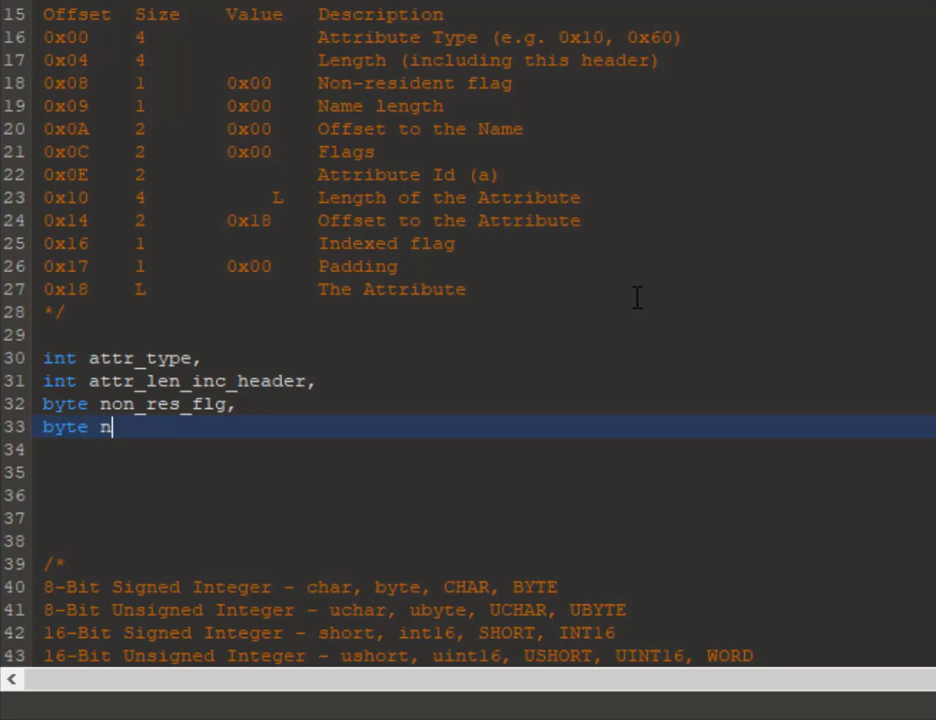 15 Offset Size Value Description
16 0x00 4 Attribute Type (e.g. 0x10, 0x60)
17 0x04 4 Length (including this header)
18 0x08 1 0x00 Non-resident flag
19 0x09 1 0x00 Name length
20 0x0A 2 0x00 Offset to the Name
21 0x0C 2 0x00 Flags
22 0x0E 2 Attribute Id (a)
23 0x10 4 L Length of the Attribute
24 0x14 2 0x18 Offset to the Attribute
25 0x16 1 Indexed flag
26 0x17 1 0x00 Padding
27 0x18 L The Attribute
28 */
29
30 int attr_type,
31 int attr_len_inc_header,
32 byte non_res_flg,
33 byte n
34
35
36
37
38
39 /*
40 8-Bit Signed Integer - char, byte, CHAR, BYTE
41 8-Bit Unsigned Integer - uchar, ubyte, UCHAR, UBYTE
42 16-Bit Signed Integer - short, int16, SHORT, INT16
43 16-Bit Unsigned Integer - ushort, uint16, USHORT, UINT16, WORD